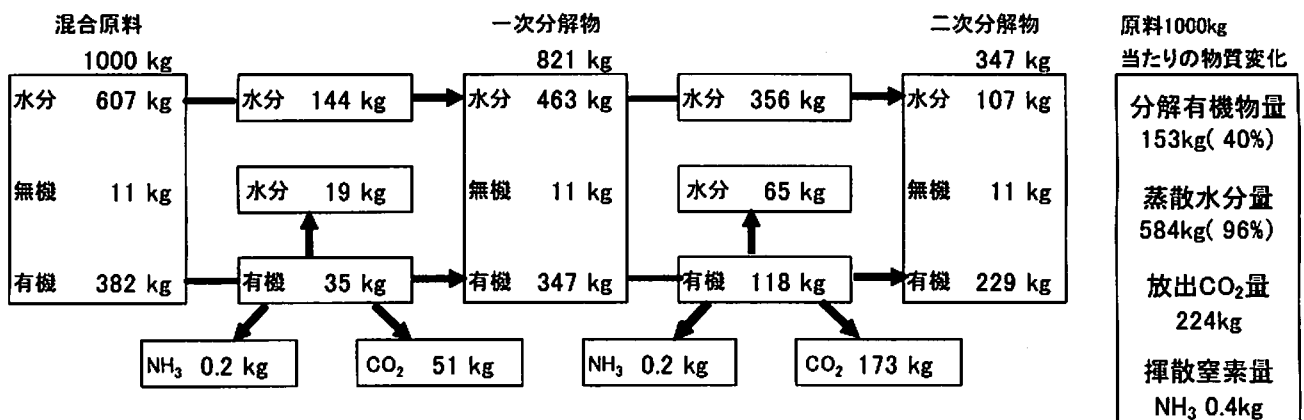 混合原料
1000 kg
水分 607 kg
無機 11 kg
有機 382 kg
水分 144 kg
水分 19 kg
有機 35 kg
NH₃ 0.2 kg
CO₂ 51 kg
一次分解物
821 kg
水分 463 kg
無機 11 kg
有機 347 kg
水分 356 kg
水分 65 kg
有機 118 kg
NH₃ 0.2 kg
CO₂ 173 kg
二次分解物
347 kg
水分 107 kg
無機 11 kg
有機 229 kg
原料1000kg
当たりの物質変化
分解有機物量
153kg( 40%)
蒸散水分量
584kg( 96%)
放出CO₂量
224kg
揮散窒素量
NH₃ 0.4kg